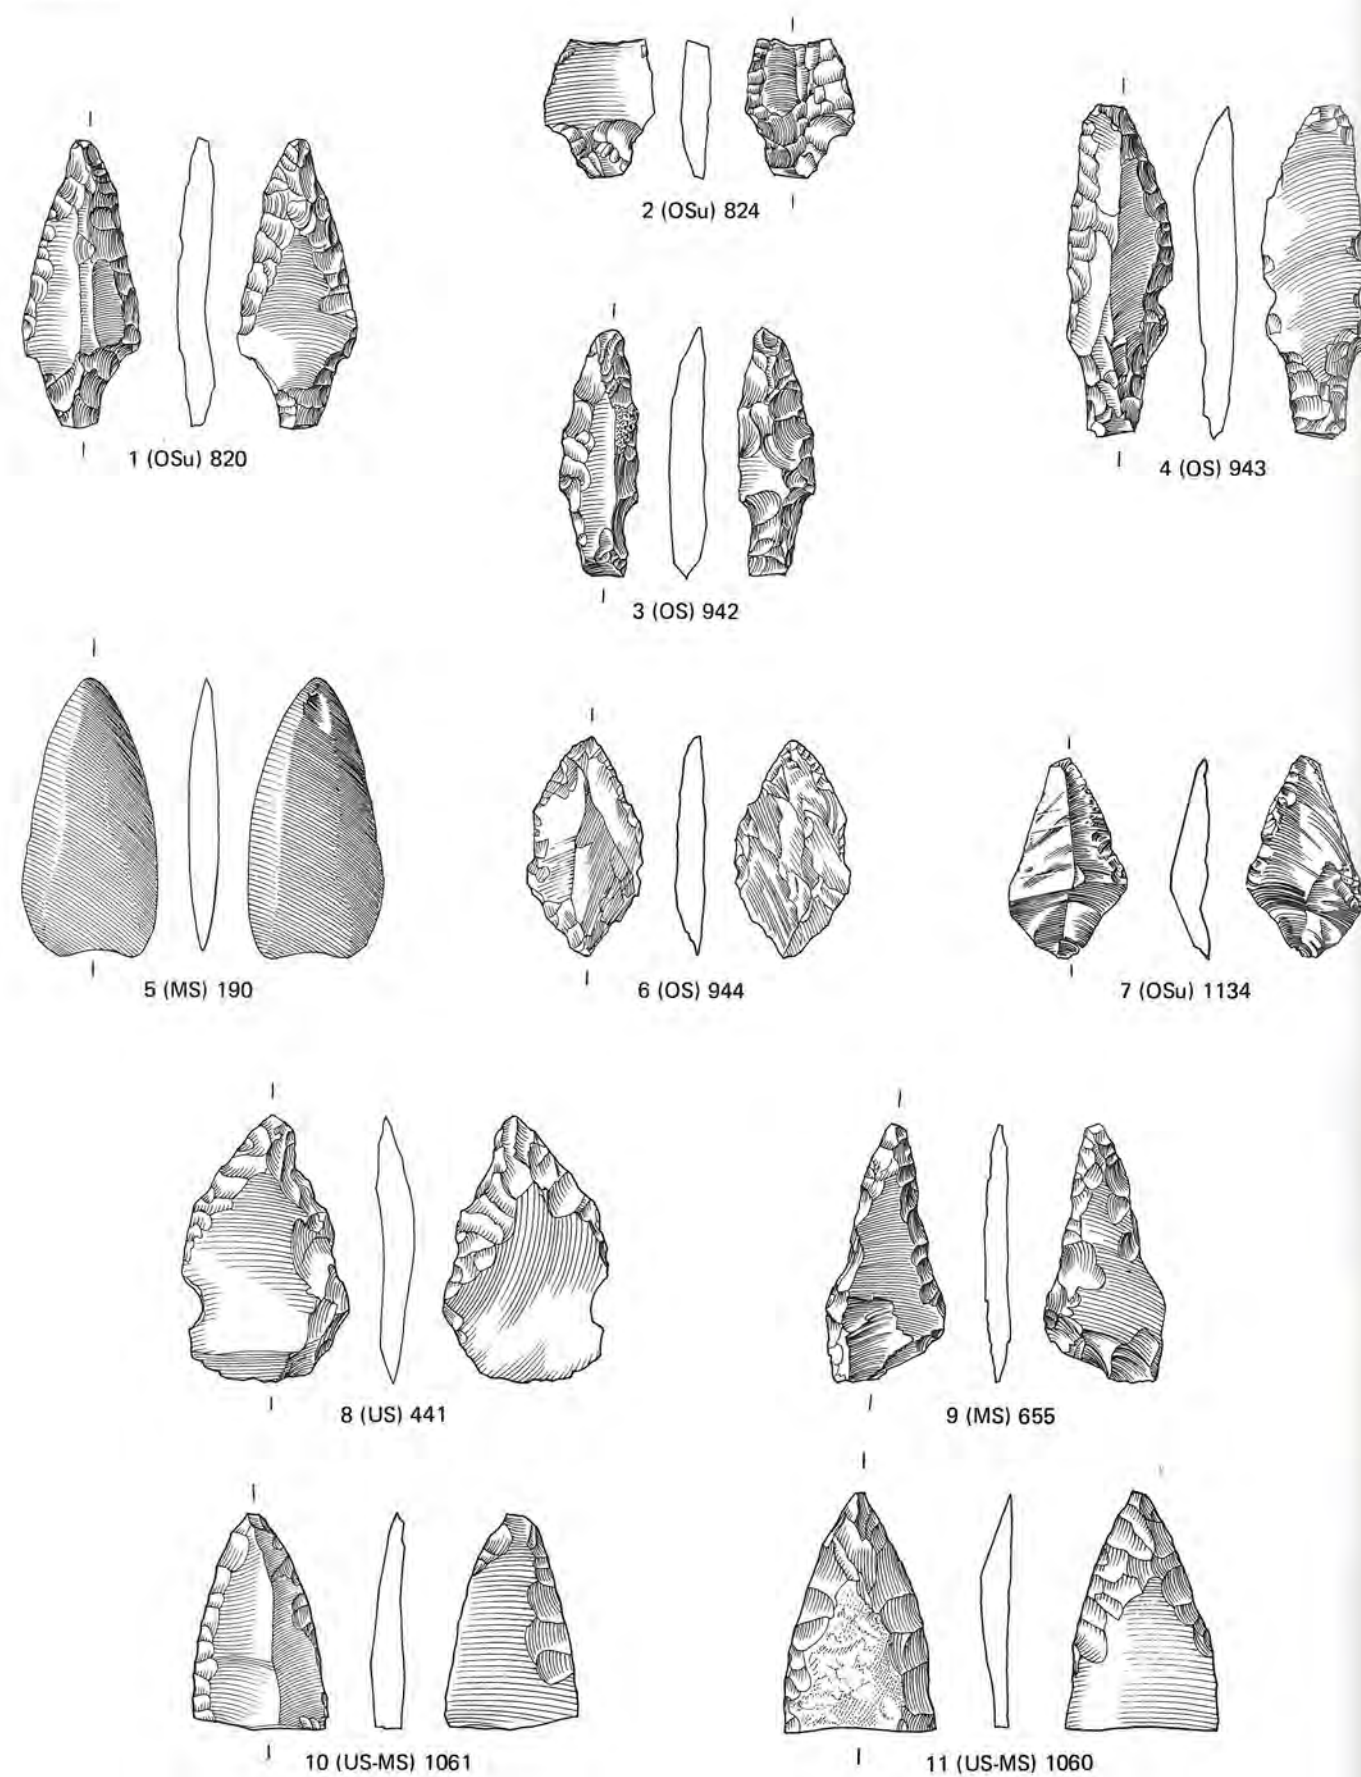 2 (OSu) 824
1 (OSu) 820
4 (OS) 943
3 (OS) 942
5 (MS) 190
6 (OS) 944
7 (OSu) 1134
8 (US) 441
9 (MS) 655
10 (US-MS) 1061
11 (US-MS) 1060